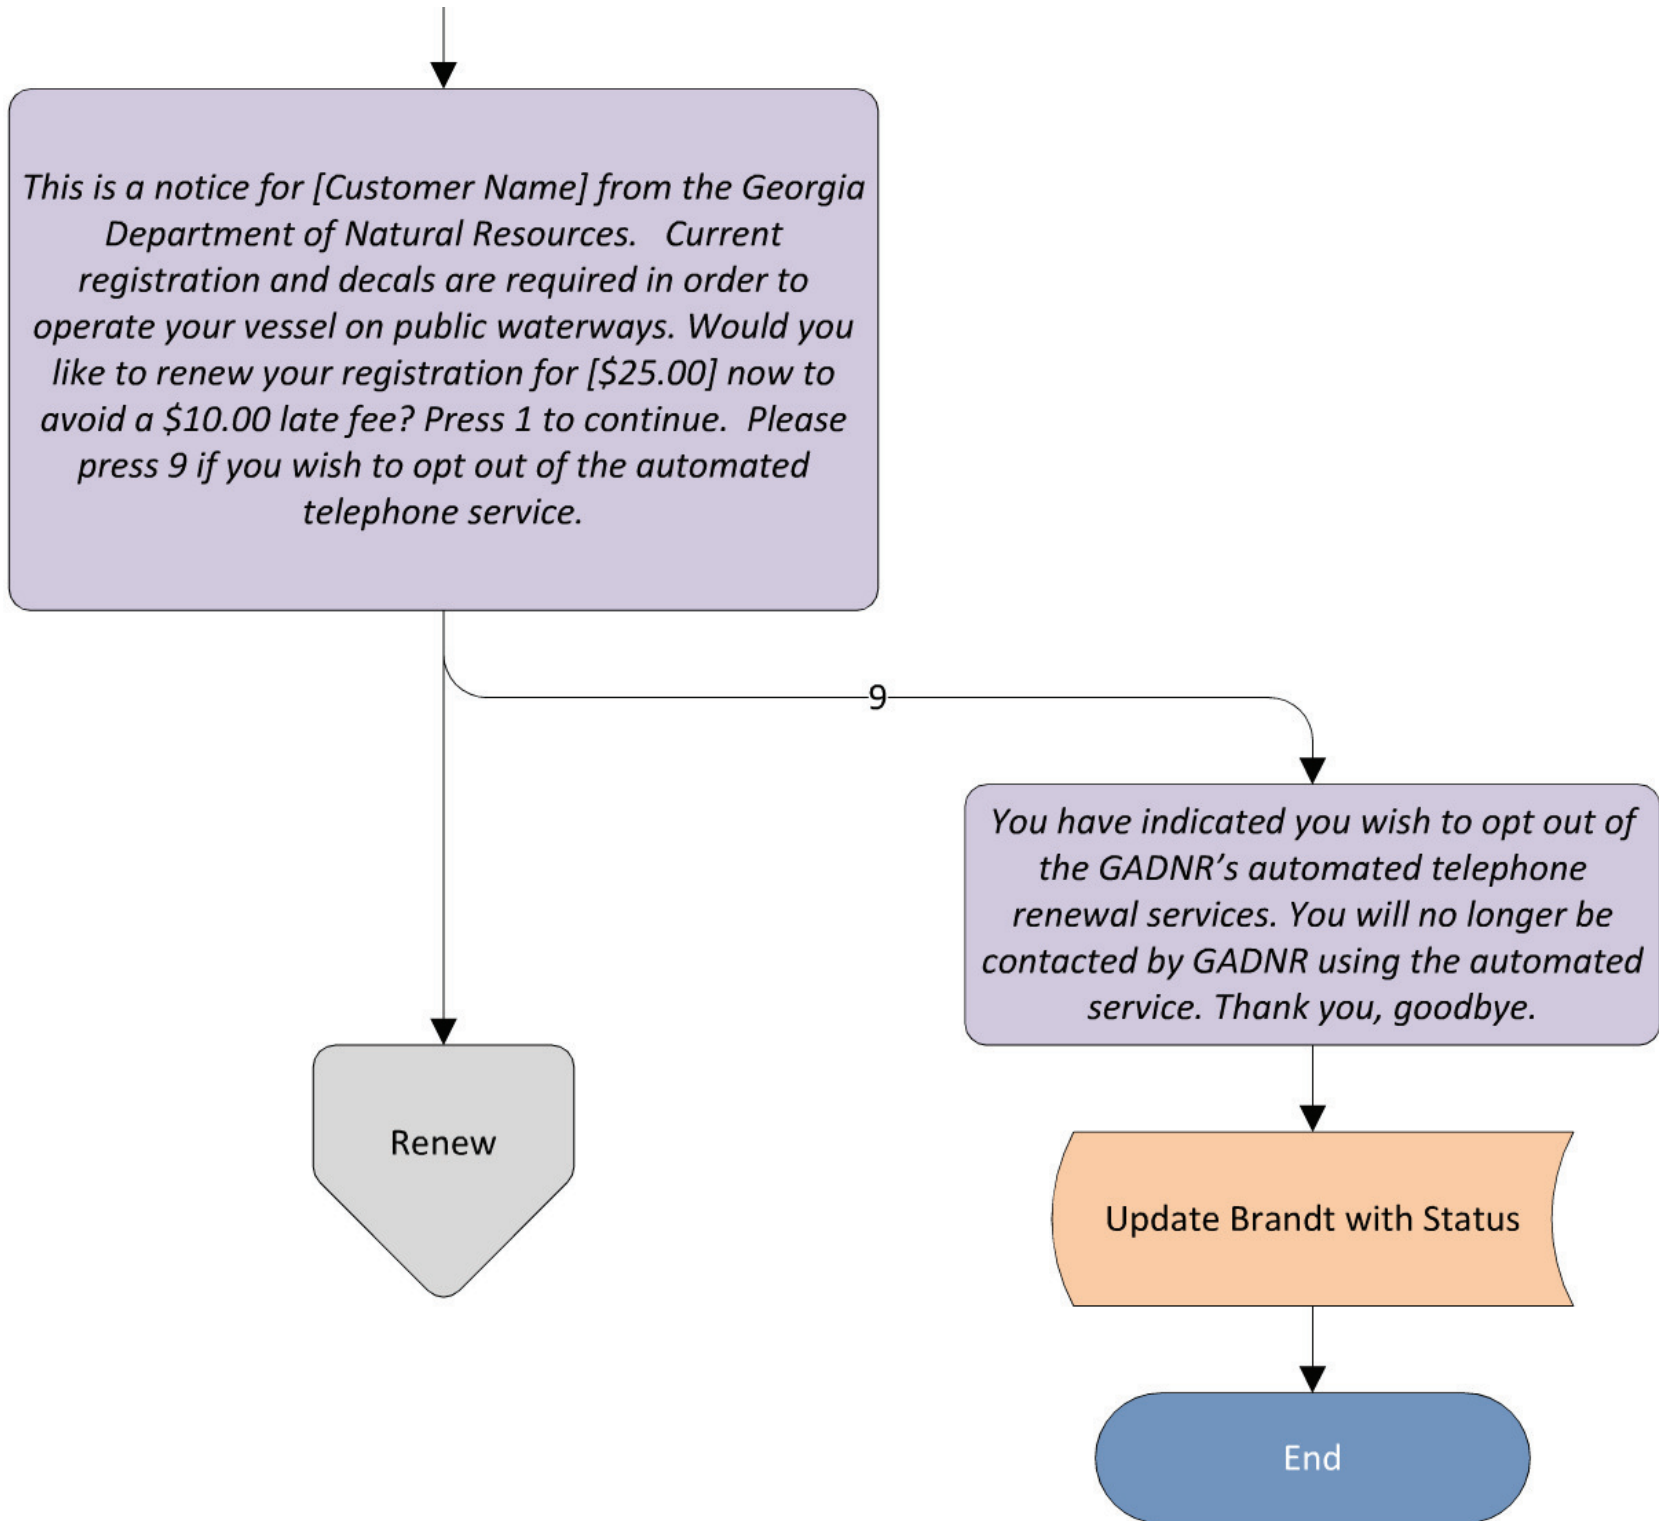 This is a notice for [Customer Name] from the Georgia
Department of Natural Resources.   Current
registration and decals are required in order to
operate your vessel on public waterways. Would you
like to renew your registration for [$25.00] now to
avoid a $10.00 late fee? Press 1 to continue.  Please
press 9 if you wish to opt out of the automated
telephone service.
9
You have indicated you wish to opt out of
the GADNR’s automated telephone
renewal services. You will no longer be
contacted by GADNR using the automated
service. Thank you, goodbye.
Renew
Update Brandt with Status
End